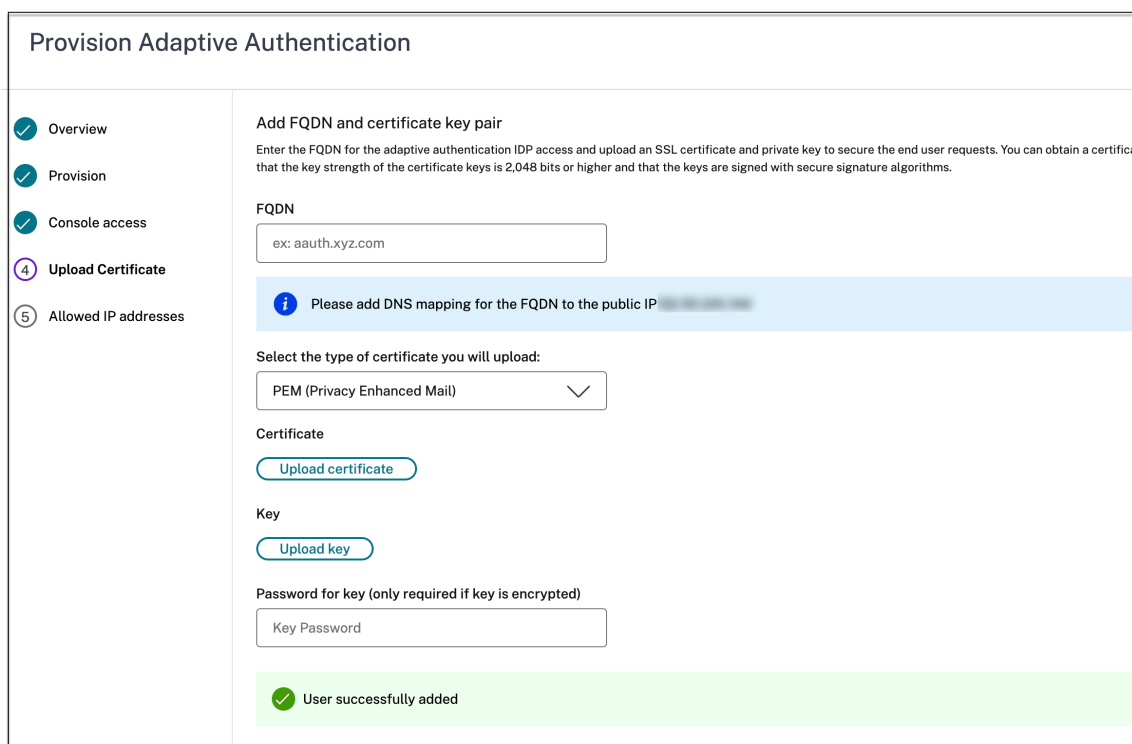 Provision Adaptive Authentication
Overview
Provision
Console access
4 Upload Certificate
5 Allowed IP addresses
Add FQDN and certificate key pair
Enter the FQDN for the adaptive authentication IDP access and upload an SSL certificate and private key to secure the end user requests. You can obtain a
that the key strength of the certificate keys is 2,048 bits or higher and that the keys are signed with secure signature algorithms.
FQDN
ex: aauth.xyz.com
i Please add DNS mapping for the FQDN to the public IP
Select the type of certificate you will upload:
PEM (Privacy Enhanced Mail)
Certificate
Upload certificate
Key
Upload key
Password for key (only required if key is encrypted)
Key Password
User successfully added